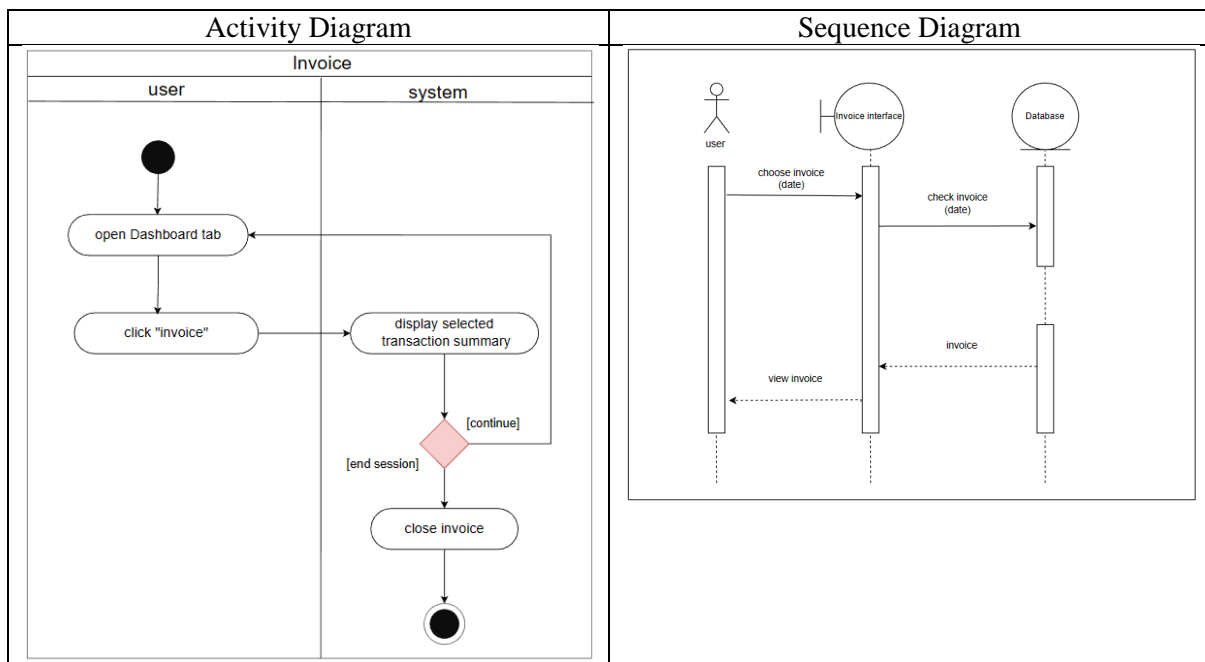 Activity Diagram
Sequence Diagram
Invoice
user
system
open Dashboard tab
click "invoice"
display selected
transaction summary
[continue]
[end session]
close invoice
user
Invoice interface
Database
choose invoice
(date)
check invoice
(date)
invoice
view invoice